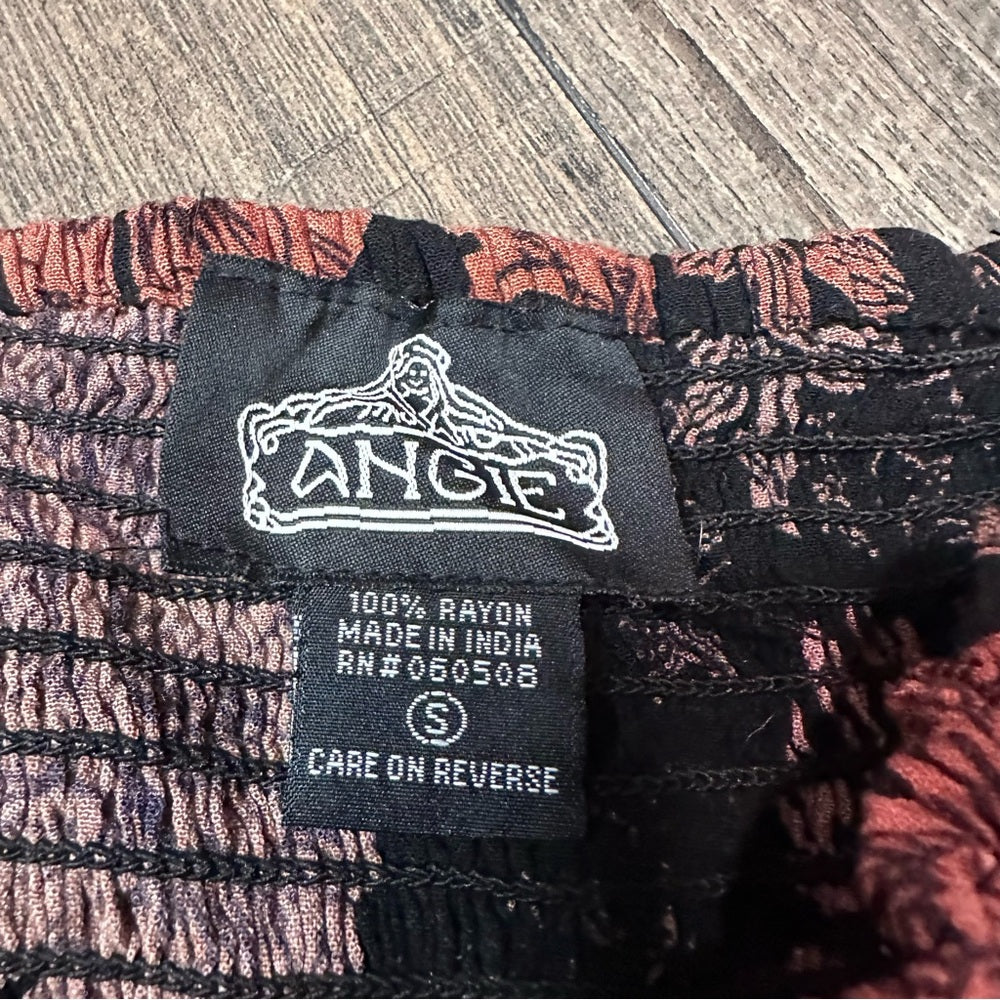 ANGIE
100% RAYON
MADE IN INDIA
RN#060508
S
CARE ON REVERSE